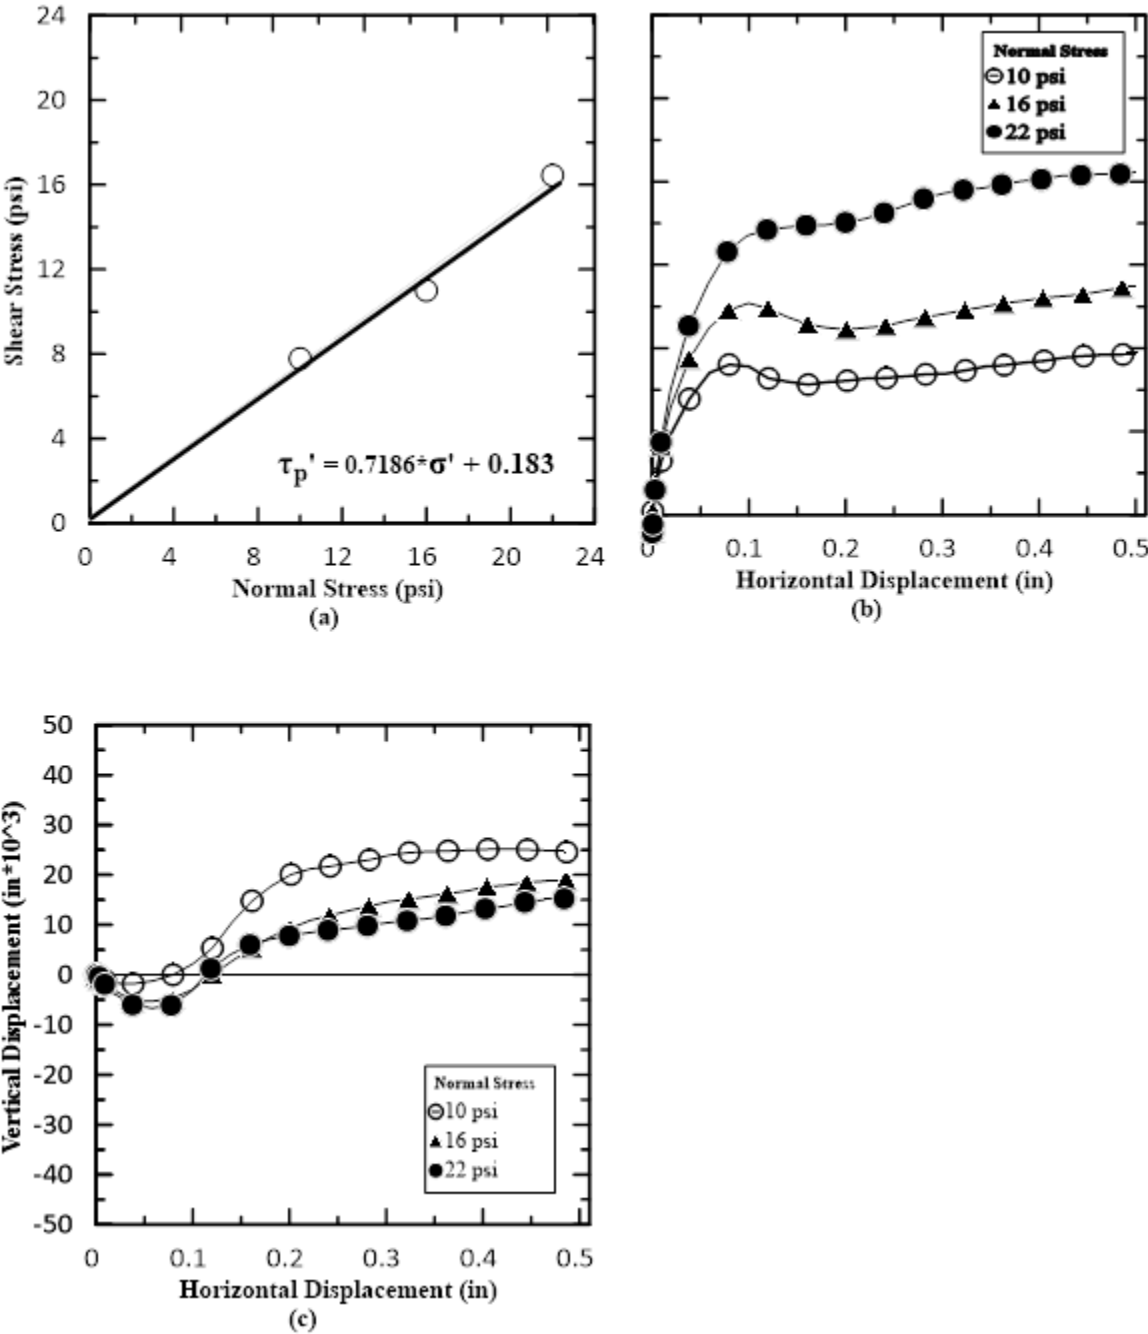 24
20
16
12
8
4
0
Shear Stress (psi)
τp' = 0.7186*σ' + 0.183
0 4 8 12 16 20 24
Normal Stress (psi)
(a)
Normal Stress
10 psi
16 psi
22 psi
0 0.1 0.2 0.3 0.4 0.5
Horizontal Displacement (in)
(b)
50
40
30
20
10
0
-10
-20
-30
-40
-50
Vertical Displacement (in*10^3)
Normal Stress
10 psi
16 psi
22 psi
0 0.1 0.2 0.3 0.4 0.5
Horizontal Displacement (in)
(c)